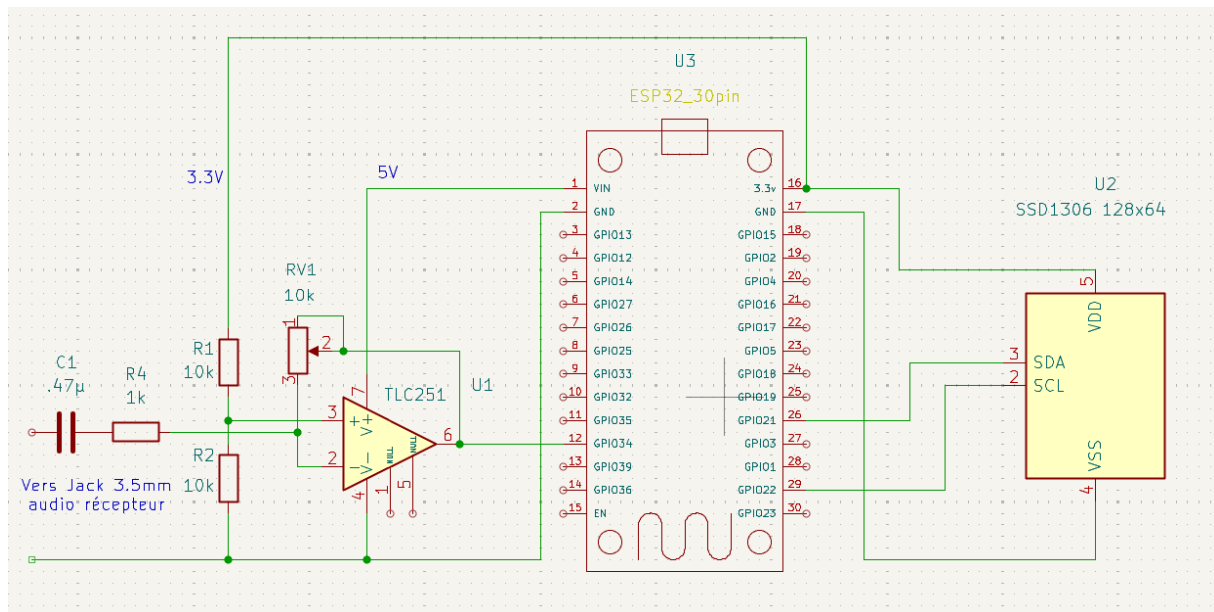 U3
ESP32_30pin
3.3V
5V
U2
SSD1306 128x64
1 VIN
2 GND
3 GPIO13
4 GPIO12
5 GPIO14
6 GPIO27
7 GPIO26
8 GPIO25
9 GPIO33
10 GPIO32
11 GPIO35
12 GPIO34
13 GPIO39
14 GPIO36
15 EN
3.3v 16
GND 17
GPIO15 18
GPIO2 19
GPIO4 20
GPIO16 21
GPIO17 22
GPIO5 23
GPIO18 24
GPIO19 25
GPIO21 26
GPIO3 27
GPIO1 28
GPIO22 29
GPIO23 30
RV1
10k
1
2
3
R1
10k
C1
.47µ
R4
1k
R2
10k
TLC251
U1
3 +
2 −
7 V+
4 V-
6
NULL 1
NULL 5
Vers Jack 3.5mm
audio récepteur
5
VDD
3 SDA
2 SCL
VSS
4